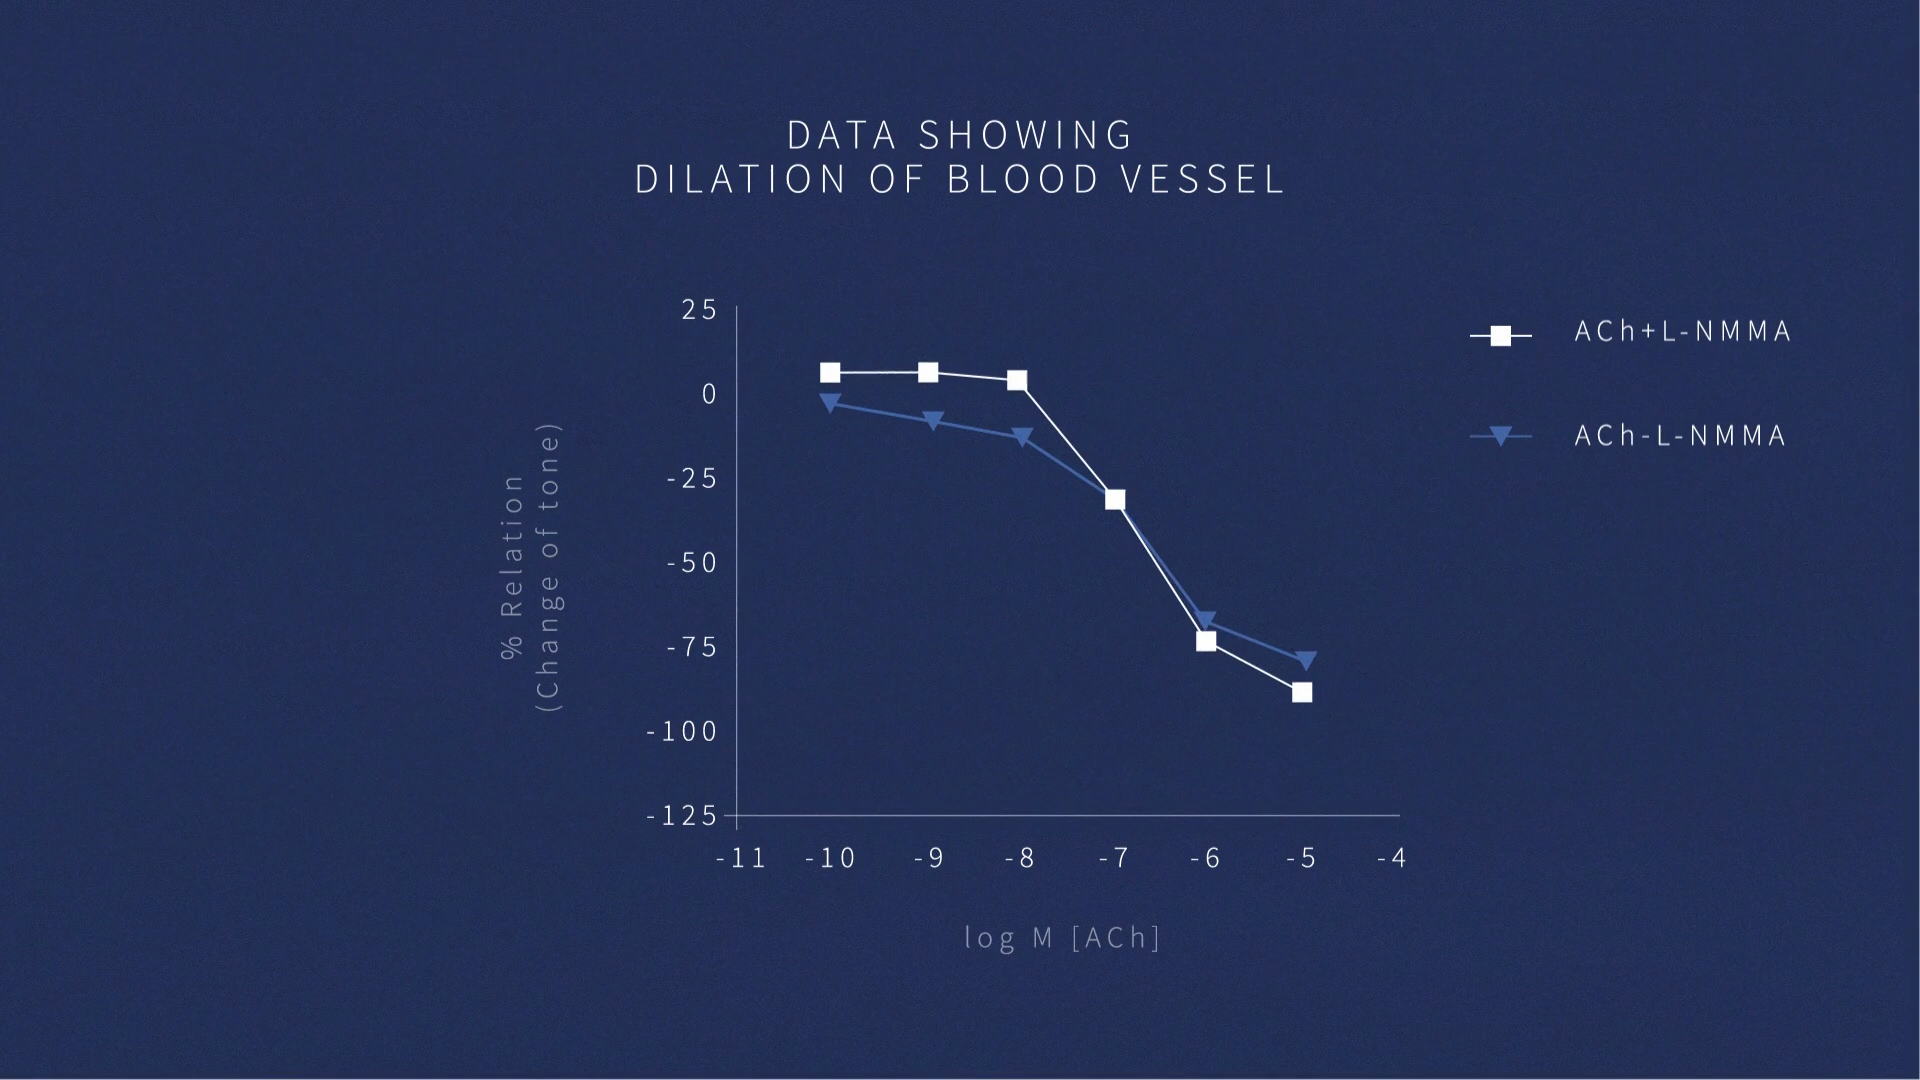 DATA SHOWING
DILATION OF BLOOD VESSEL
25
0
-25
-50
-75
-100
-125
% Relation
(Change of tone)
-11 -10 -9 -8 -7 -6 -5 -4
log M [ACh]
ACh+L-NMMA
ACh-L-NMMA